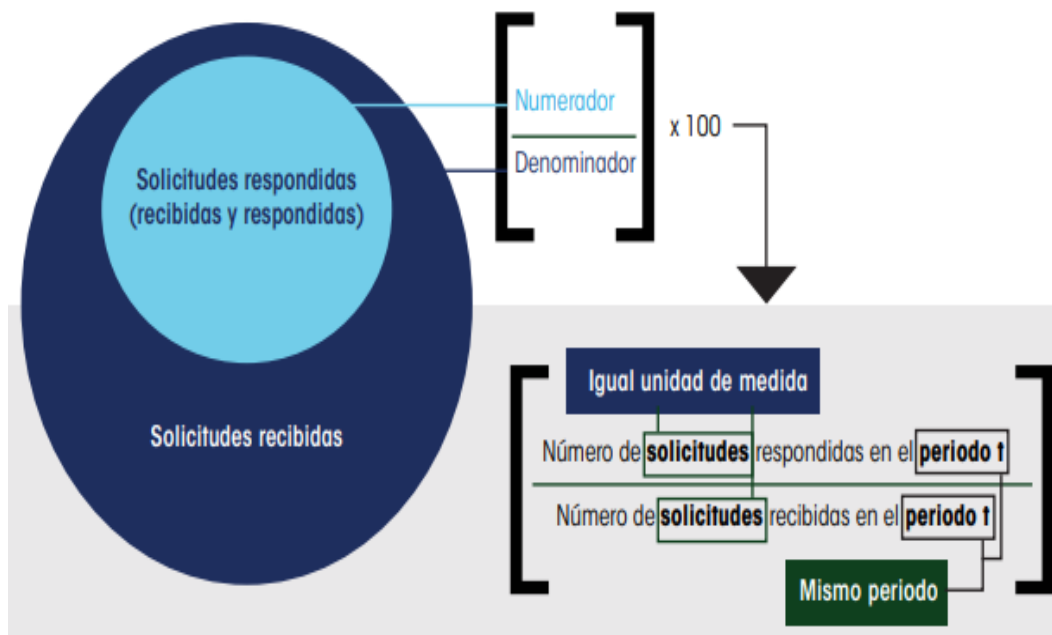 Solicitudes respondidas
(recibidas y respondidas)
Solicitudes recibidas
Numerador
Denominador
x 100
Igual unidad de medida
Número de solicitudes respondidas en el periodo t
Número de solicitudes recibidas en el periodo t
Mismo periodo